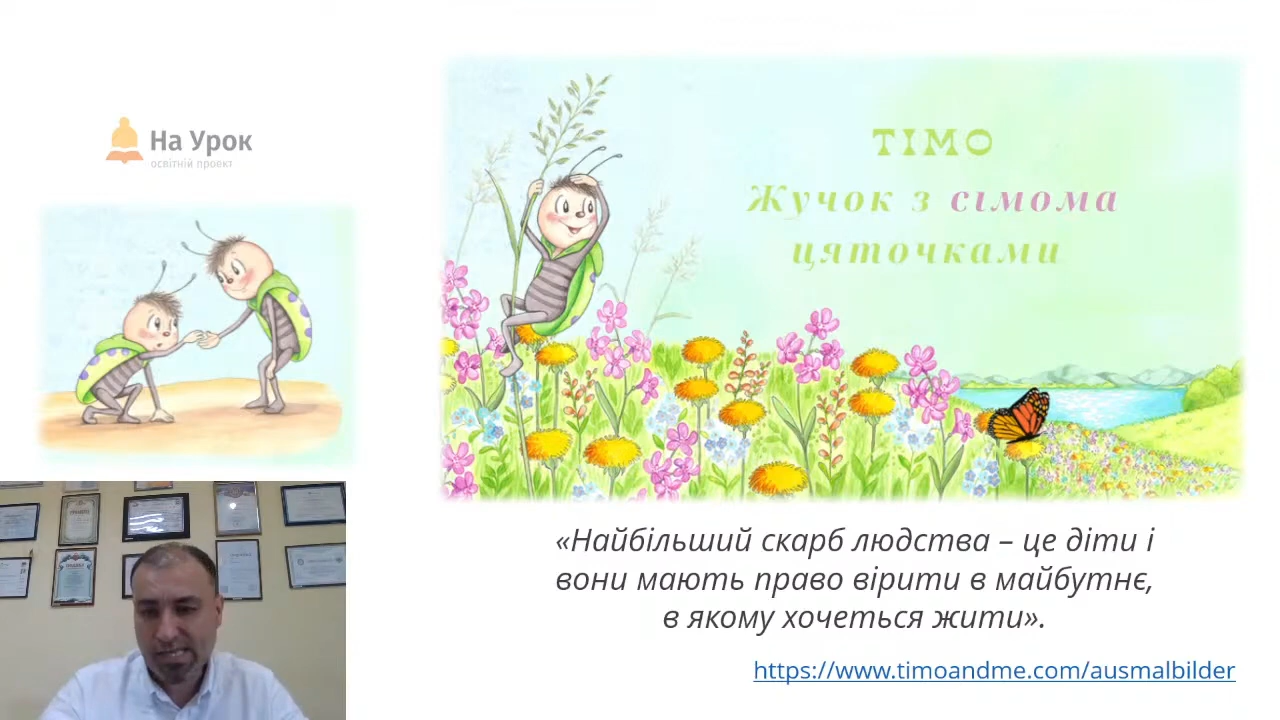 На Урок
освітній проект
ТІМО
Жучок з сімома
цяточками
«Найбільший скарб людства – це діти і
вони мають право вірити в майбутнє,
в якому хочеться жити».
https://www.timoandme.com/ausmalbilder